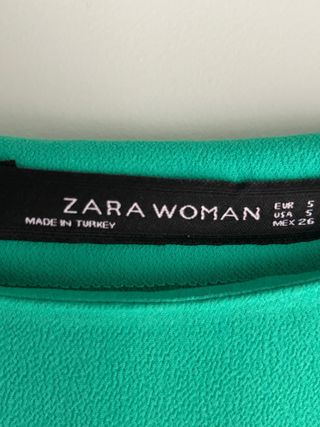 ZARA WOMAN
MADE IN TURKEY
EUR S
USA S
MEX 26